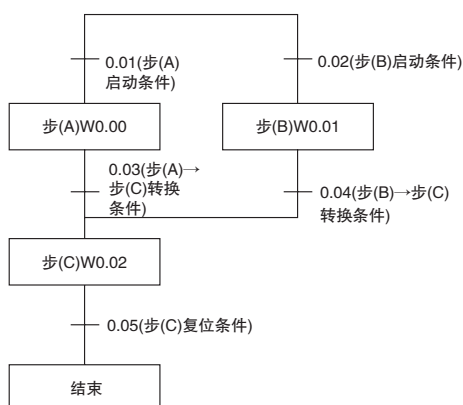 0.01(步(A)
启动条件)
0.02(步(B)启动条件)
步(A)W0.00
步(B)W0.01
0.03(步(A)→
步(C)转换
条件)
0.04(步(B)→步(C)
转换条件)
步(C)W0.02
0.05(步(C)复位条件)
结束